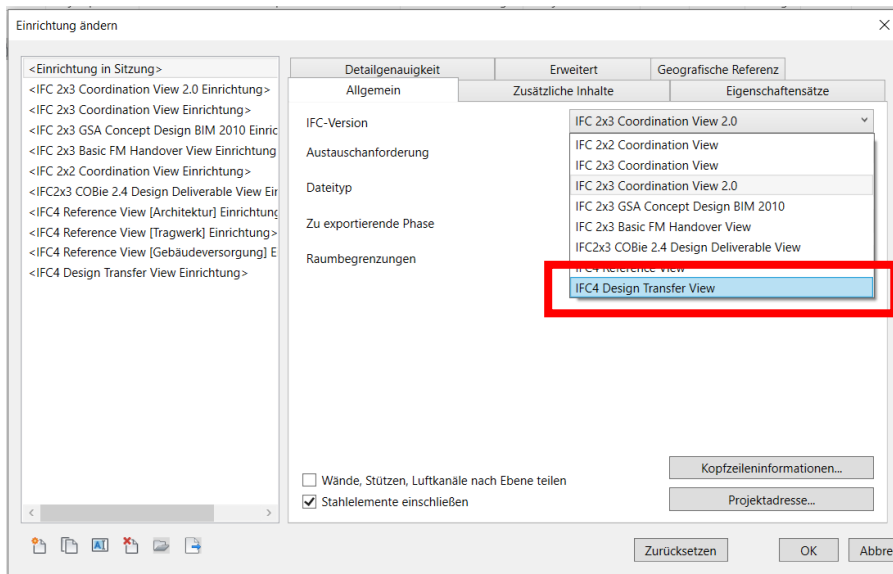 Einrichtung ändern
<Einrichtung in Sitzung>
<IFC 2x3 Coordination View 2.0 Einrichtung>
<IFC 2x3 Coordination View Einrichtung>
<IFC 2x3 GSA Concept Design BIM 2010 Einric
<IFC 2x3 Basic FM Handover View Einrichtung
<IFC 2x2 Coordination View Einrichtung>
<IFC2x3 COBie 2.4 Design Deliverable View Ein
<IFC4 Reference View [Architektur] Einrichtung
<IFC4 Reference View [Tragwerk] Einrichtung>
<IFC4 Reference View [Gebäudeversorgung] E
<IFC4 Design Transfer View Einrichtung>
Detailgenauigkeit
Erweitert
Geografische Referenz
Allgemein
Zusätzliche Inhalte
Eigenschaftensätze
IFC-Version
IFC 2x3 Coordination View 2.0
Austauschanforderung
Dateityp
Zu exportierende Phase
Raumbegrenzungen
IFC 2x2 Coordination View
IFC 2x3 Coordination View
IFC 2x3 Coordination View 2.0
IFC 2x3 GSA Concept Design BIM 2010
IFC 2x3 Basic FM Handover View
IFC2x3 COBie 2.4 Design Deliverable View
IFC4 Reference View
IFC4 Design Transfer View
Kopfzeileninformationen...
Wände, Stützen, Luftkanäle nach Ebene teilen
Stahlelemente einschließen
Projektadresse...
Zurücksetzen
OK
Abbre